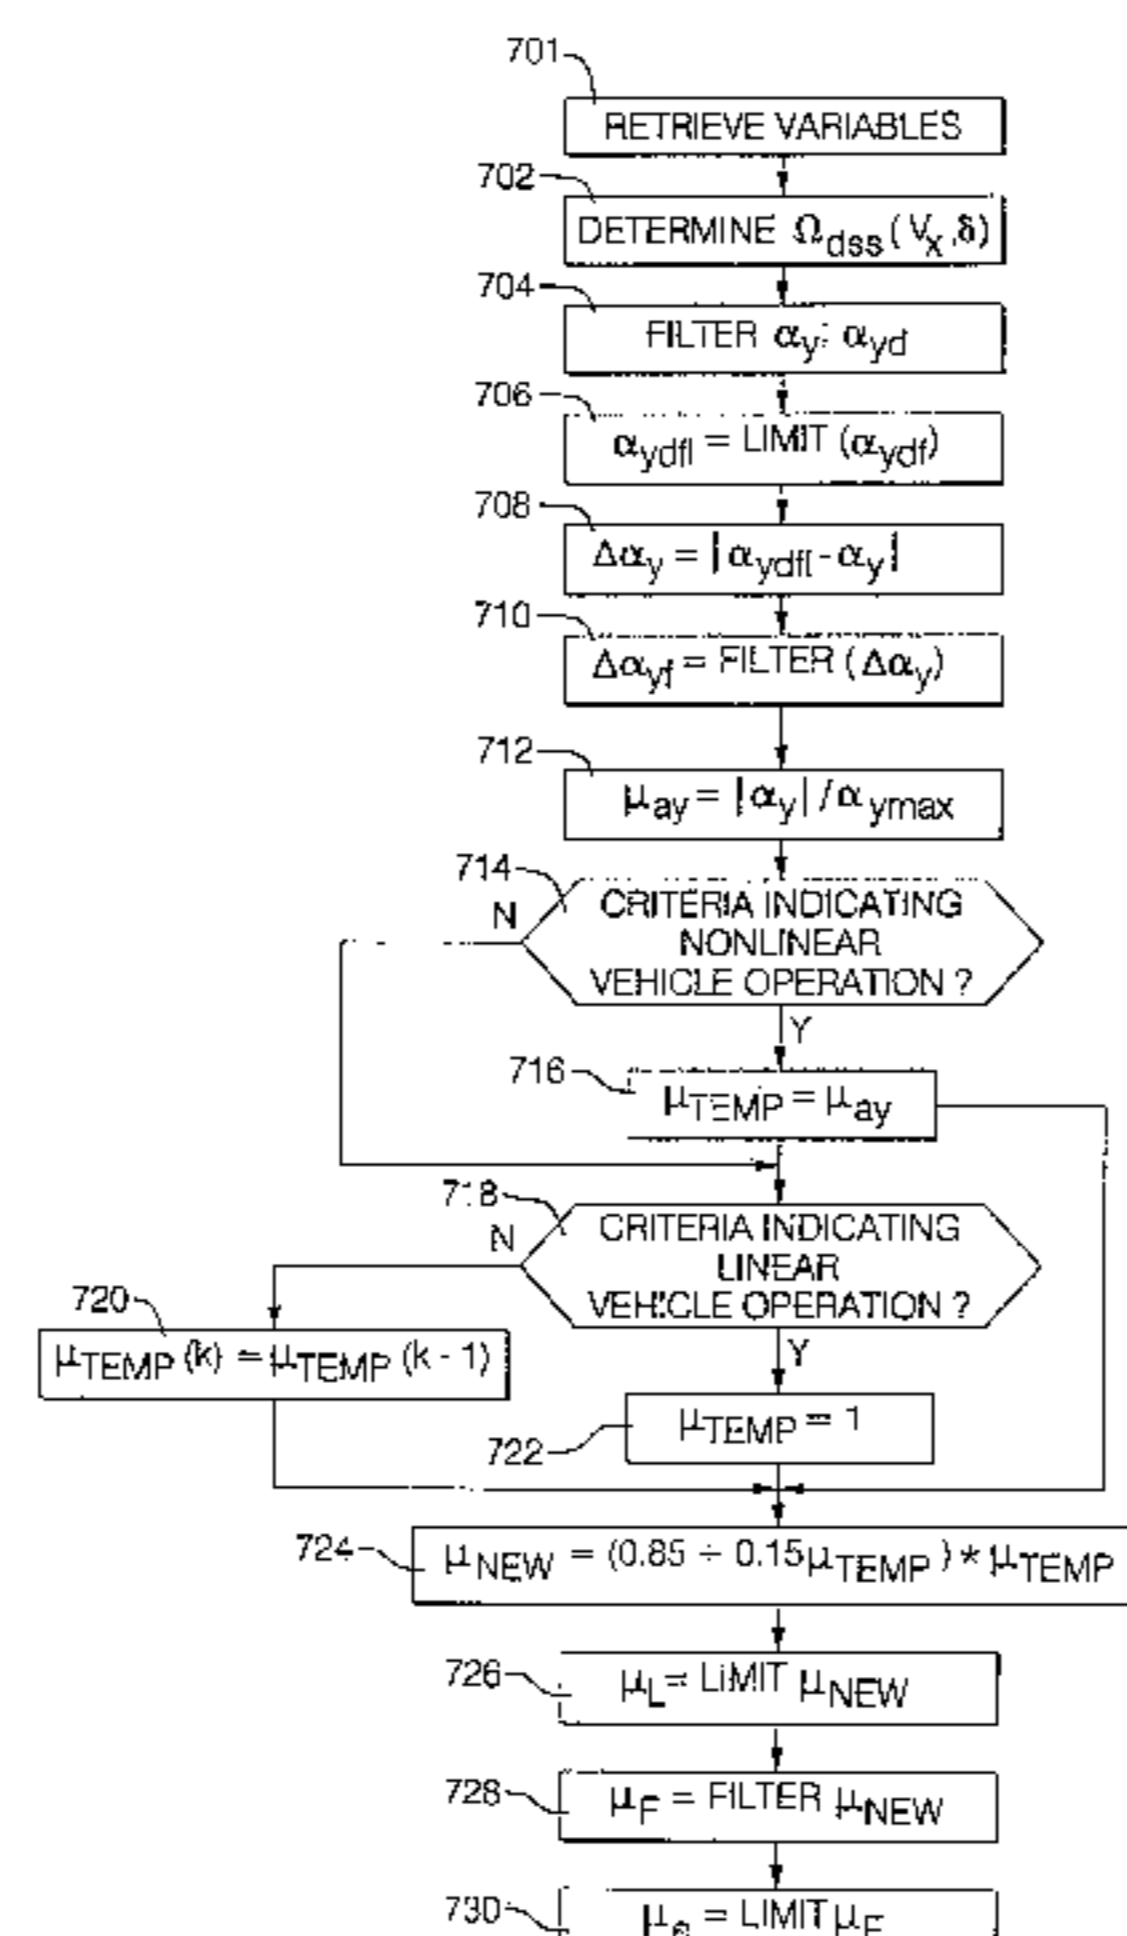 701
RETRIEVE VARIABLES
702
DETERMINE Ω_dss (V_x, δ)
704
FILTER α_y; α_yd
706
α_ydfl = LIMIT (α_ydf)
708
Δα_y = |α_ydfl - α_y|
710
Δα_yf = FILTER (Δα_y)
712
μ_ay = |α_y| / α_ymax
714
N
CRITERIA INDICATING
NONLINEAR
VEHICLE OPERATION ?
Y
716
μ_TEMP = μ_ay
718
N
CRITERIA INDICATING
LINEAR
VEHICLE OPERATION ?
720
μ_TEMP (k) = μ_TEMP (k - 1)
Y
722
μ_TEMP = 1
724
μ_NEW = (0.85 + 0.15μ_TEMP) * μ_TEMP
726
μ_L = LIMIT μ_NEW
728
μ_F = FILTER μ_NEW
730
μ_e = LIMIT μ_F